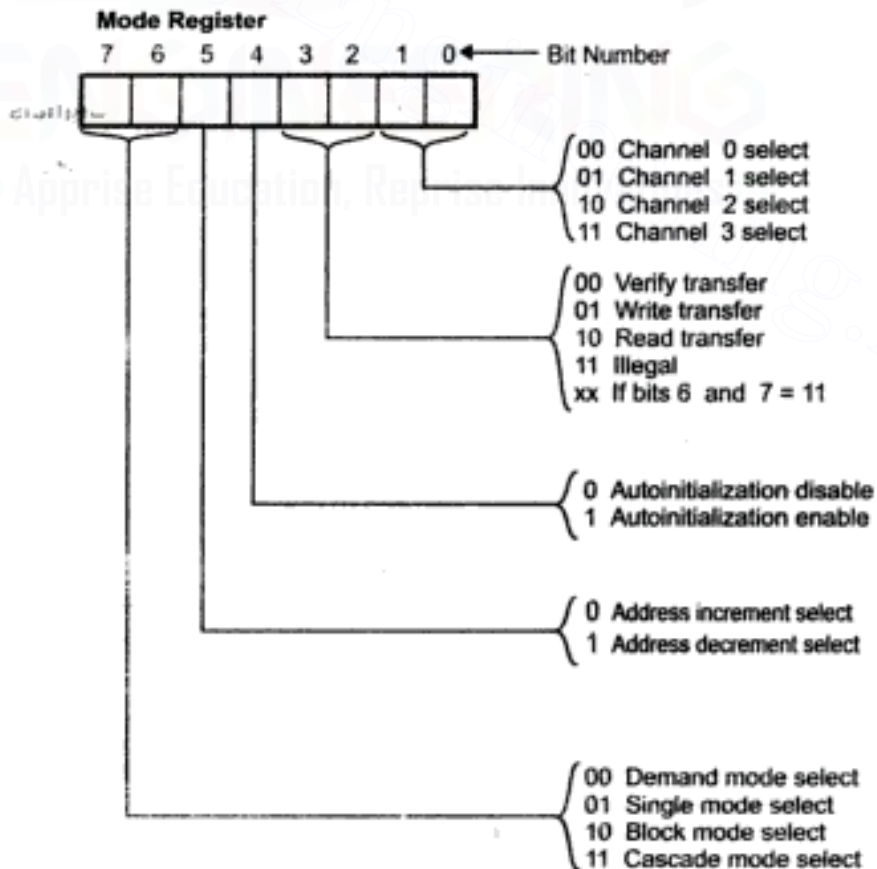 Mode Register
7 6 5 4 3 2 1 0 Bit Number
00 Channel 0 select
01 Channel 1 select
10 Channel 2 select
11 Channel 3 select
00 Verify transfer
01 Write transfer
10 Read transfer
11 Illegal
xx If bits 6 and 7 = 11
0 Autoinitialization disable
1 Autoinitialization enable
0 Address increment select
1 Address decrement select
00 Demand mode select
01 Single mode select
10 Block mode select
11 Cascade mode select